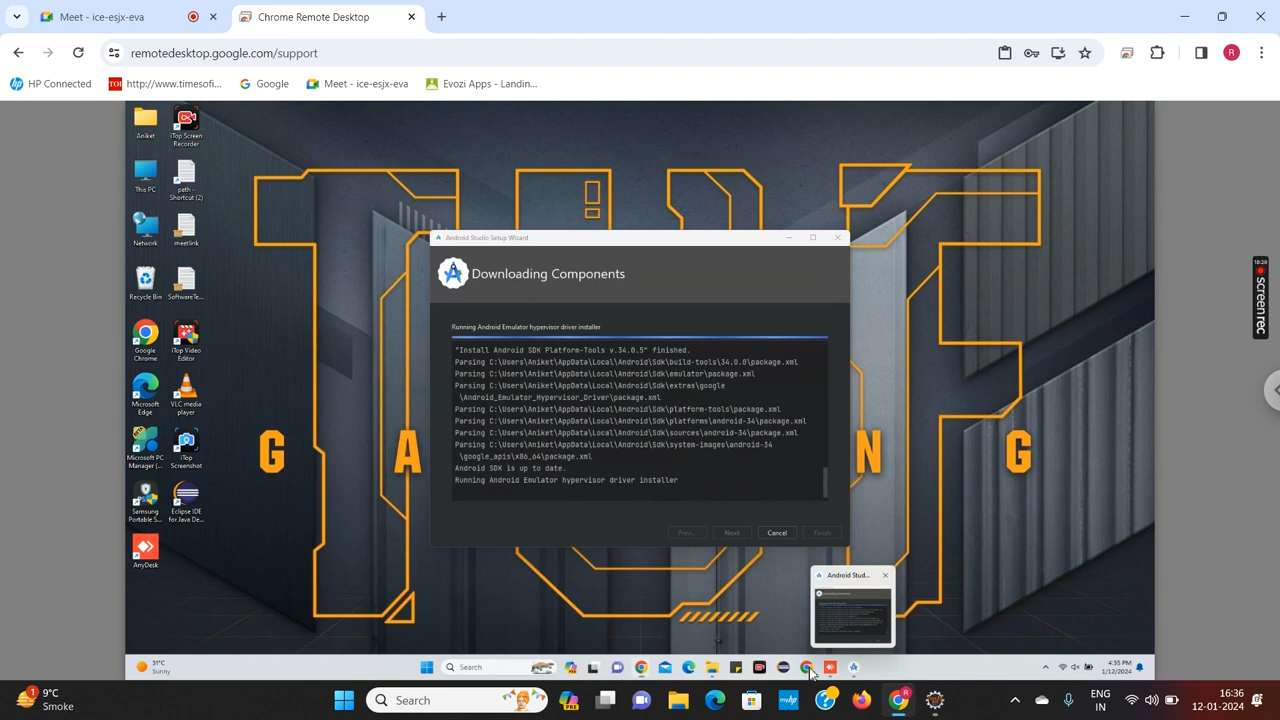 Meet - ice-esjx-eva
Chrome Remote Desktop
remotedesktop.google.com/support
R
HP Connected
http://www.timesofi...
Google
Meet - ice-esjx-eva
Evozi Apps - Landin...
Aniket
iTop Screen
Recorder
This PC
path -
Shortcut (2)
Network
meetlink
Recycle Bin
SoftwareTe...
Google
Chrome
iTop Video
Editor
Microsoft
Edge
VLC media
player
Microsoft PC
Manager (...
iTop
Screenshot
Samsung
Portable S...
Eclipse IDE
for Java De...
AnyDesk
G A N G
Android Studio Setup Wizard
Downloading Components
Running Android Emulator hypervisor driver installer
"Install Android SDK Platform-Tools v.34.0.5" finished.
Parsing C:\Users\Aniket\AppData\Local\Android\Sdk\build-tools\34.0.0\package.xml
Parsing C:\Users\Aniket\AppData\Local\Android\Sdk\emulator\package.xml
Parsing C:\Users\Aniket\AppData\Local\Android\Sdk\extras\google
\Android_Emulator_Hypervisor_Driver\package.xml
Parsing C:\Users\Aniket\AppData\Local\Android\Sdk\platform-tools\package.xml
Parsing C:\Users\Aniket\AppData\Local\Android\Sdk\platforms\android-34\package.xml
Parsing C:\Users\Aniket\AppData\Local\Android\Sdk\sources\android-34\package.xml
Parsing C:\Users\Aniket\AppData\Local\Android\Sdk\system-images\android-34
\google_apis\x86_64\package.xml
Android SDK is up to date.
Running Android Emulator hypervisor driver installer
Previ...
Next
Cancel
Finish
Android Stud...
Downloading Components
screenrec
31°C
Sunny
Search
4:35 PM
1/12/2024
1
9°C
Smoke
Search
PRE
ENG
IN
16:36
12-01-2024